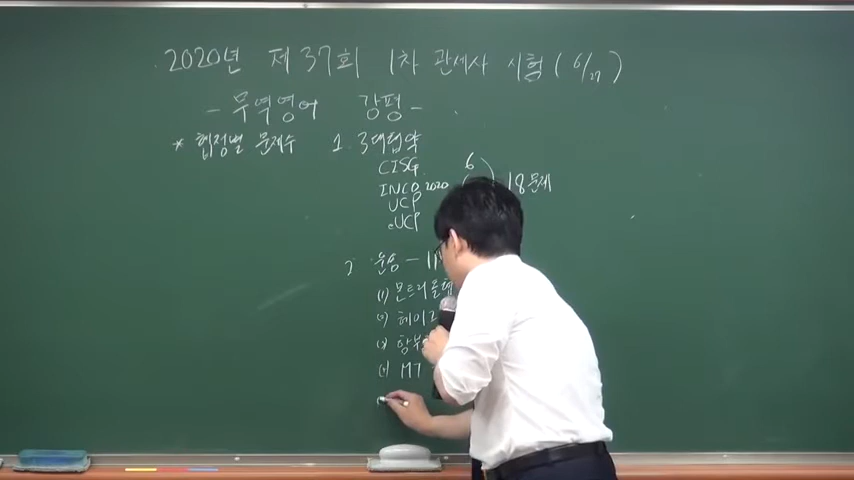 2020년 제37회 1차 관세사 시험 ( 6/27 )
- 무역영어 강평 -
* 협정별 문제수 1. 3대협약
CISG 6
INCO 2020 18문제
UCP
eUCP
2 운송 - 11
(1) 몬트리올협
(2) 헤이그
(3) 함부
(4) MT